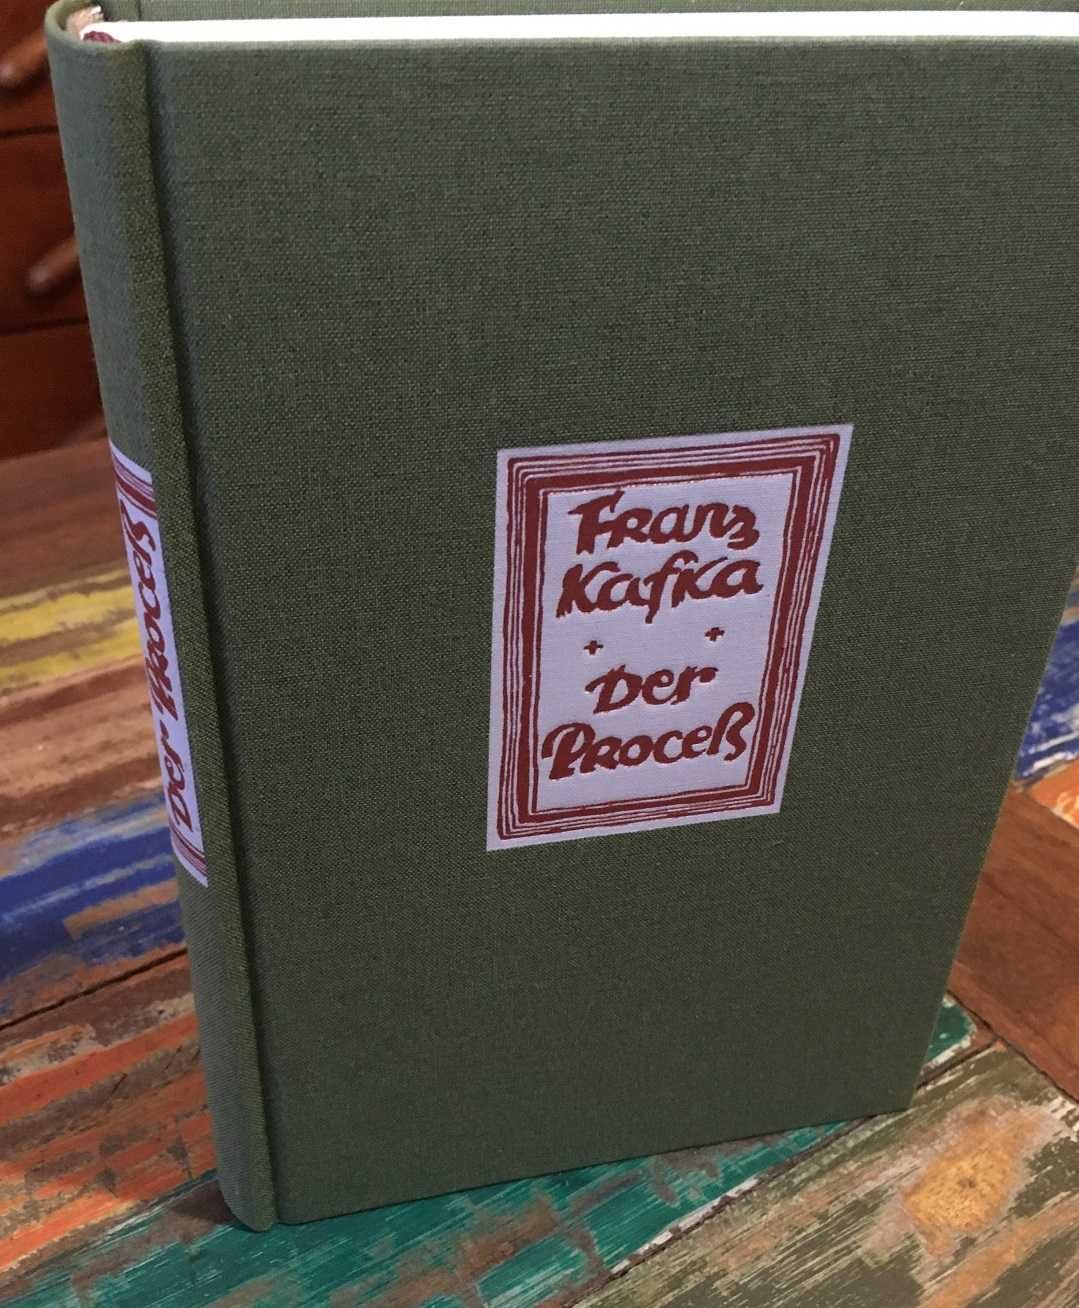 Franz
Kafka
+ +
Der
Proceß
Der Proceß